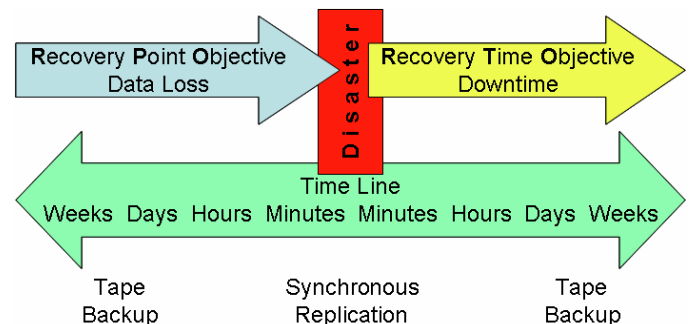 Recovery Point Objective
Data Loss
Disaster
Recovery Time Objective
Downtime
Time Line
Weeks Days Hours Minutes Minutes Hours Days Weeks
Tape
Backup
Synchronous
Replication
Tape
Backup